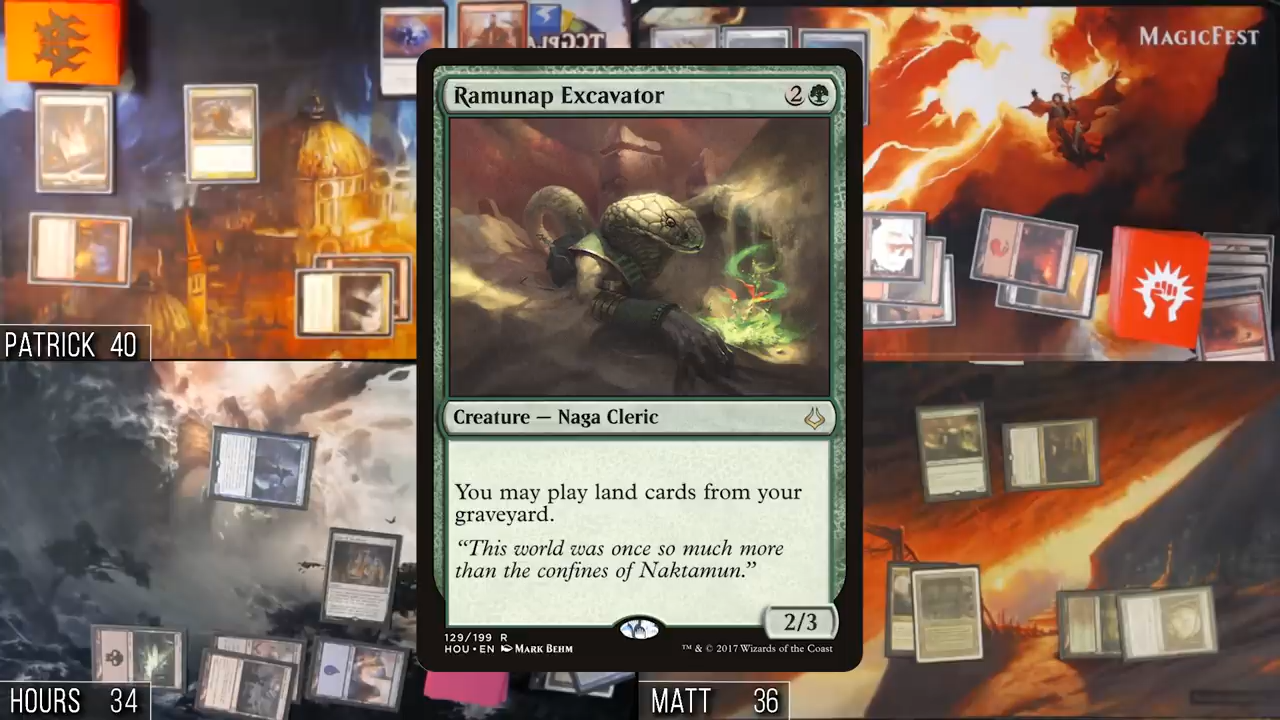 MAGICFEST
Ramunap Excavator
2
Creature — Naga Cleric
You may play land cards from your
graveyard.
“This world was once so much more
than the confines of Naktamun.”
2/3
129/199 R
HOU • EN MARK BEHM
™ & © 2017 Wizards of the Coast
PATRICK 40
HOURS 34
MATT 36